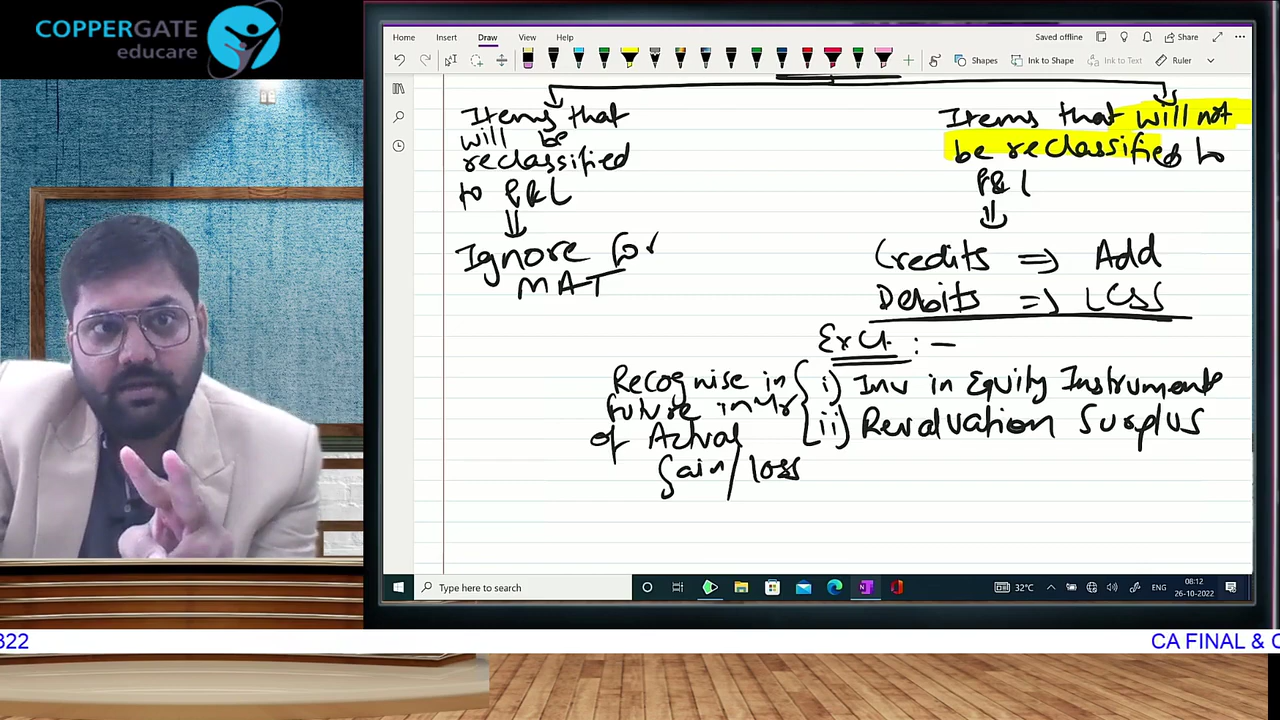 COPPERGATE
educare
Home Insert Draw View Help
Saved offline
Share
Shapes
Ink to Shape
Ink to Text
Ruler
Items that
will be
reclassified
to P&L
Ignore for
MAT
Items that will not
be reclassified to
P&L
Credits ⇒ Add
Debits ⇒ LESS
:-
Recognise in
future in yr
of Actual
Gain/loss
i) Inv in Equity Instruments
ii) Revaluation Surplus
Type here to search
32°C
ENG
08:12
26-10-2022
322
CA FINAL & C